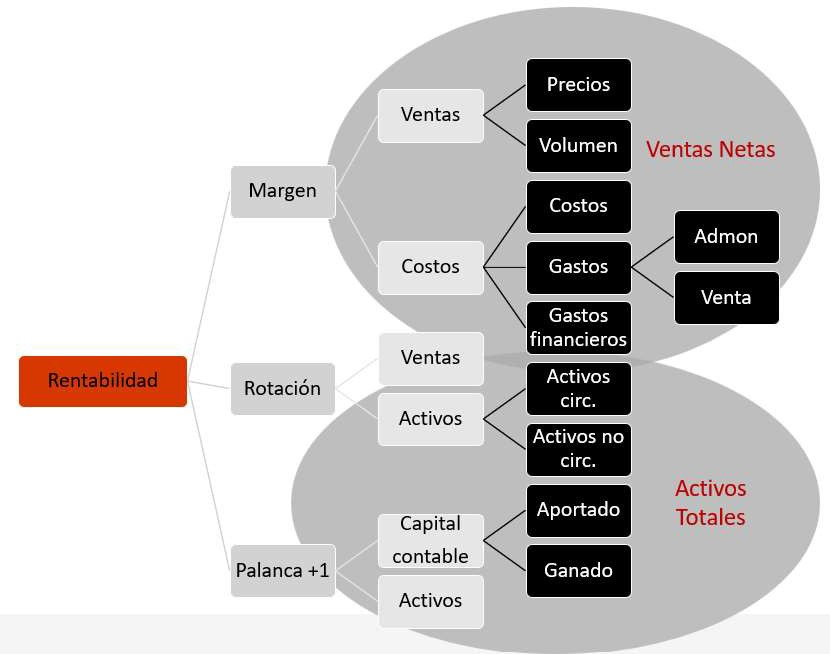 Precios
Ventas
Volumen
Ventas Netas
Margen
Costos
Admon
Costos
Gastos
Venta
Gastos
financieros
Ventas
Rentabilidad
Rotación
Activos
circ.
Activos
Activos no
circ.
Activos
Totales
Aportado
Capital
contable
Palanca +1
Ganado
Activos